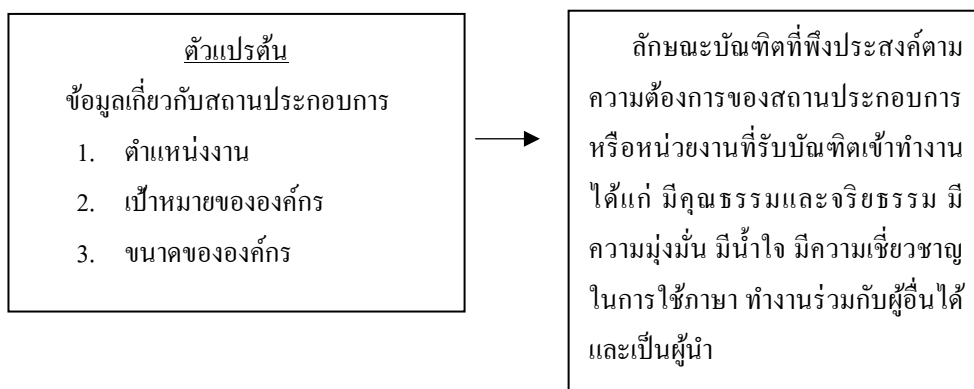 ตัวแปรต้น
ข้อมูลเกี่ยวกับสถานประกอบการ
1. ตำแหน่งงาน
2. เป้าหมายขององค์กร
3. ขนาดขององค์กร
ลักษณะบัณฑิตที่พึงประสงค์ตาม
ความต้องการของสถานประกอบการ
หรือหน่วยงานที่รับบัณฑิตเข้าทำงาน
ได้แก่ มีคุณธรรมและจริยธรรม มี
ความมุ่งมั่น มีน้ำใจ มีความเชี่ยวชาญ
ในการใช้ภาษา ทำงานร่วมกับผู้อื่นได้
และเป็นผู้นำ